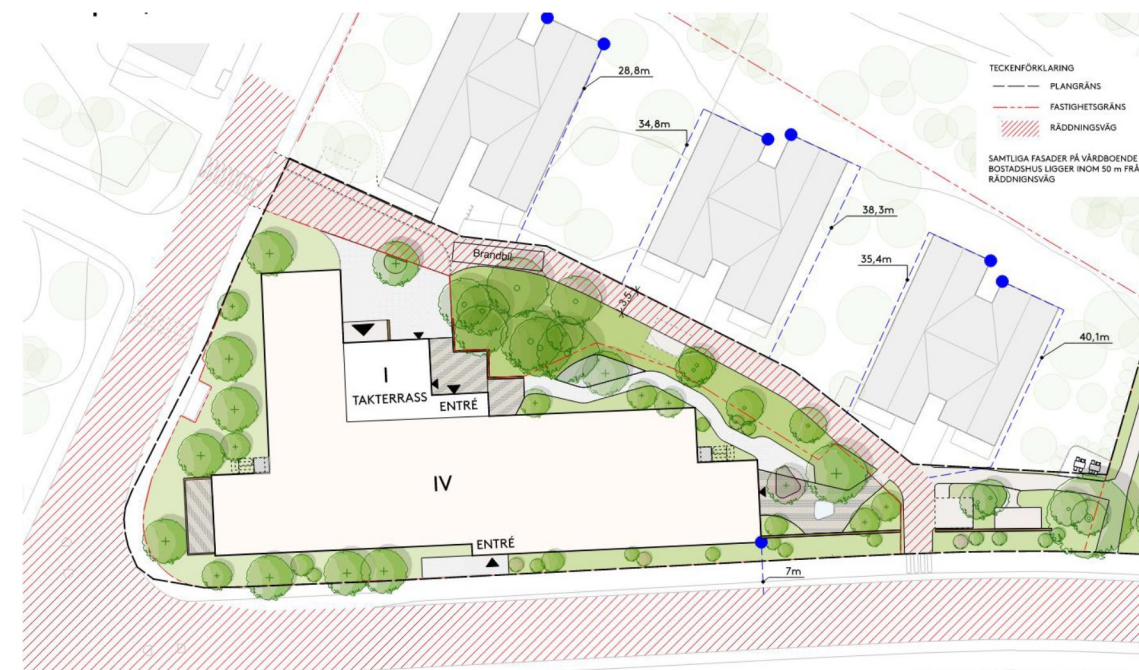 28,8m
34,8m
38,3m
35,4m
40,1m
TECKENFÖRKLARING
PLANGRÄNS
FASTIGHETSGRÄNS
RÄDDNINGSVÄG
SAMTLIGA FASADER PÅ VÅRDBOENDE
BOSTADSHUS LIGGER INOM 50 m FRÅ
RÄDDNIGNSVÄG
Brandbil
3,5
I
TAKTERRASS
ENTRÉ
IV
ENTRÉ
7m